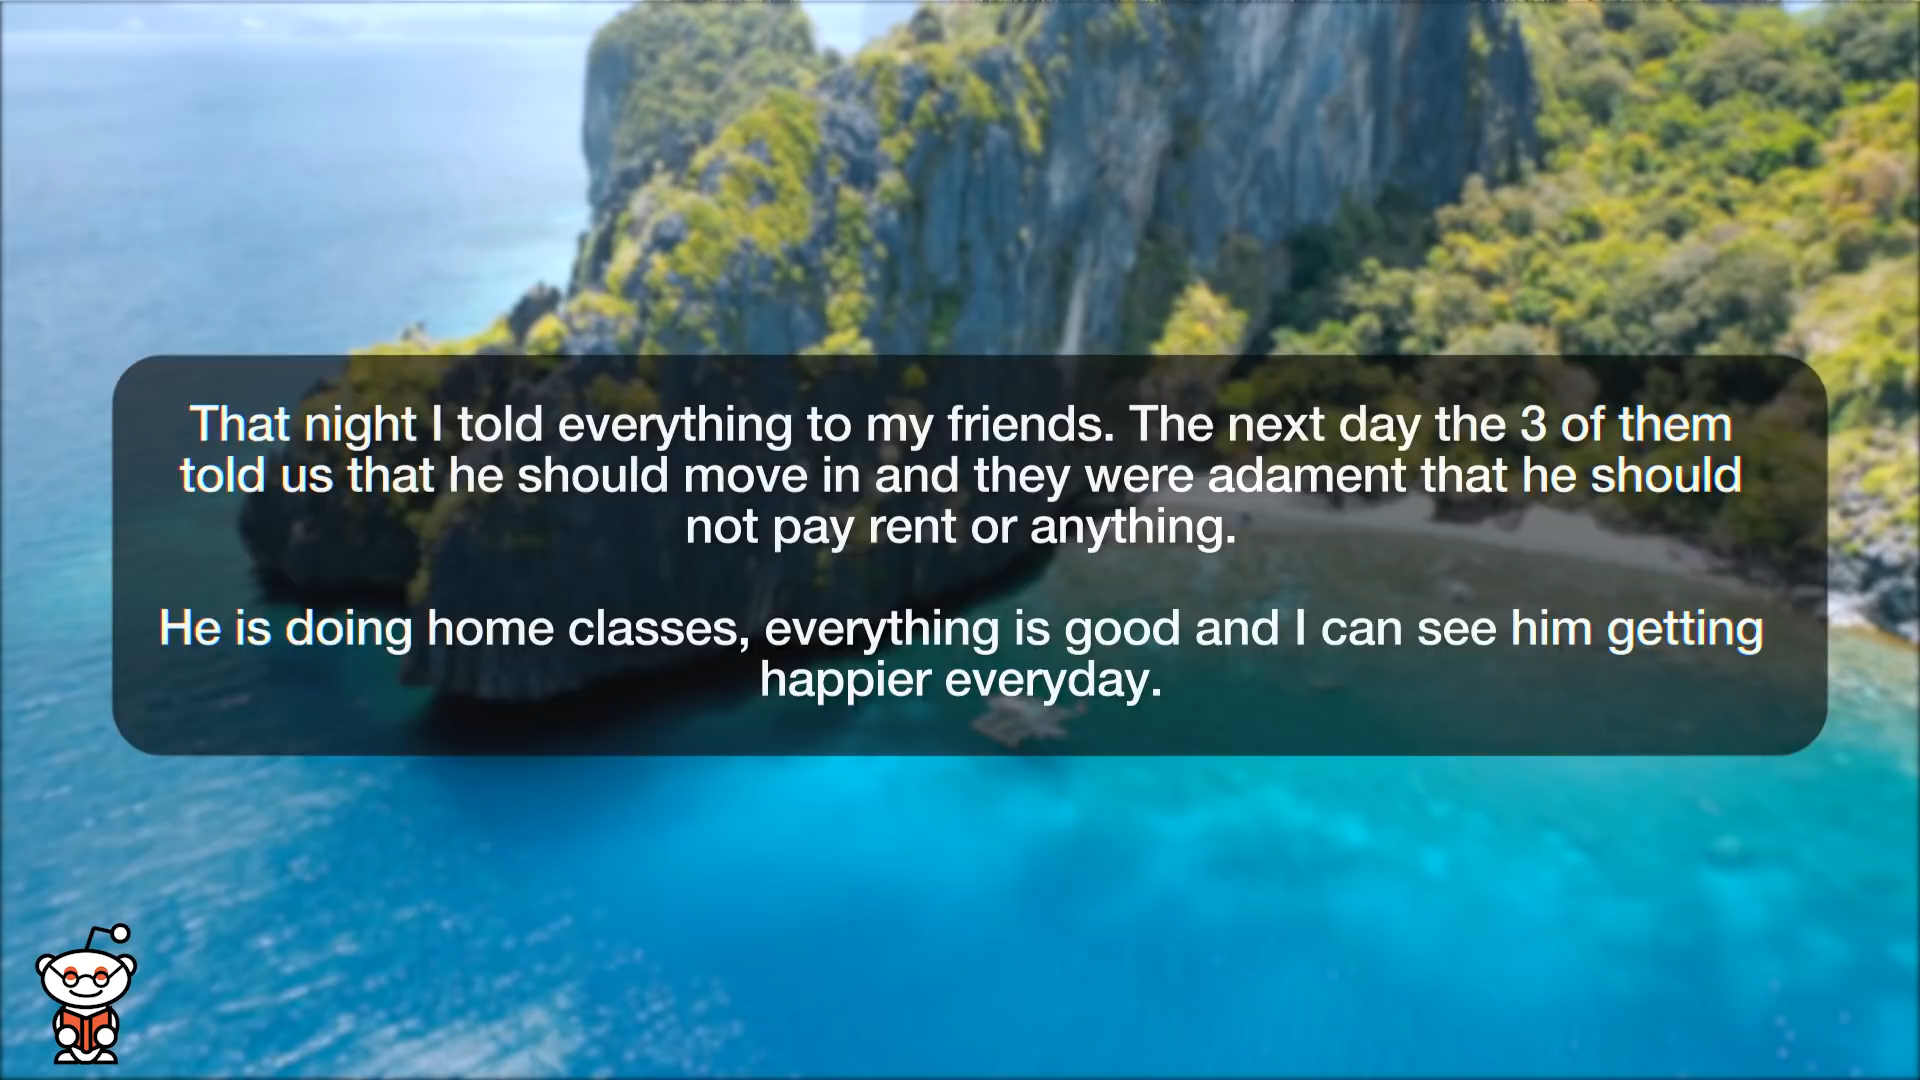 That night I told everything to my friends. The next day the 3 of them
told us that he should move in and they were adament that he should
not pay rent or anything.
He is doing home classes, everything is good and I can see him getting
happier everyday.